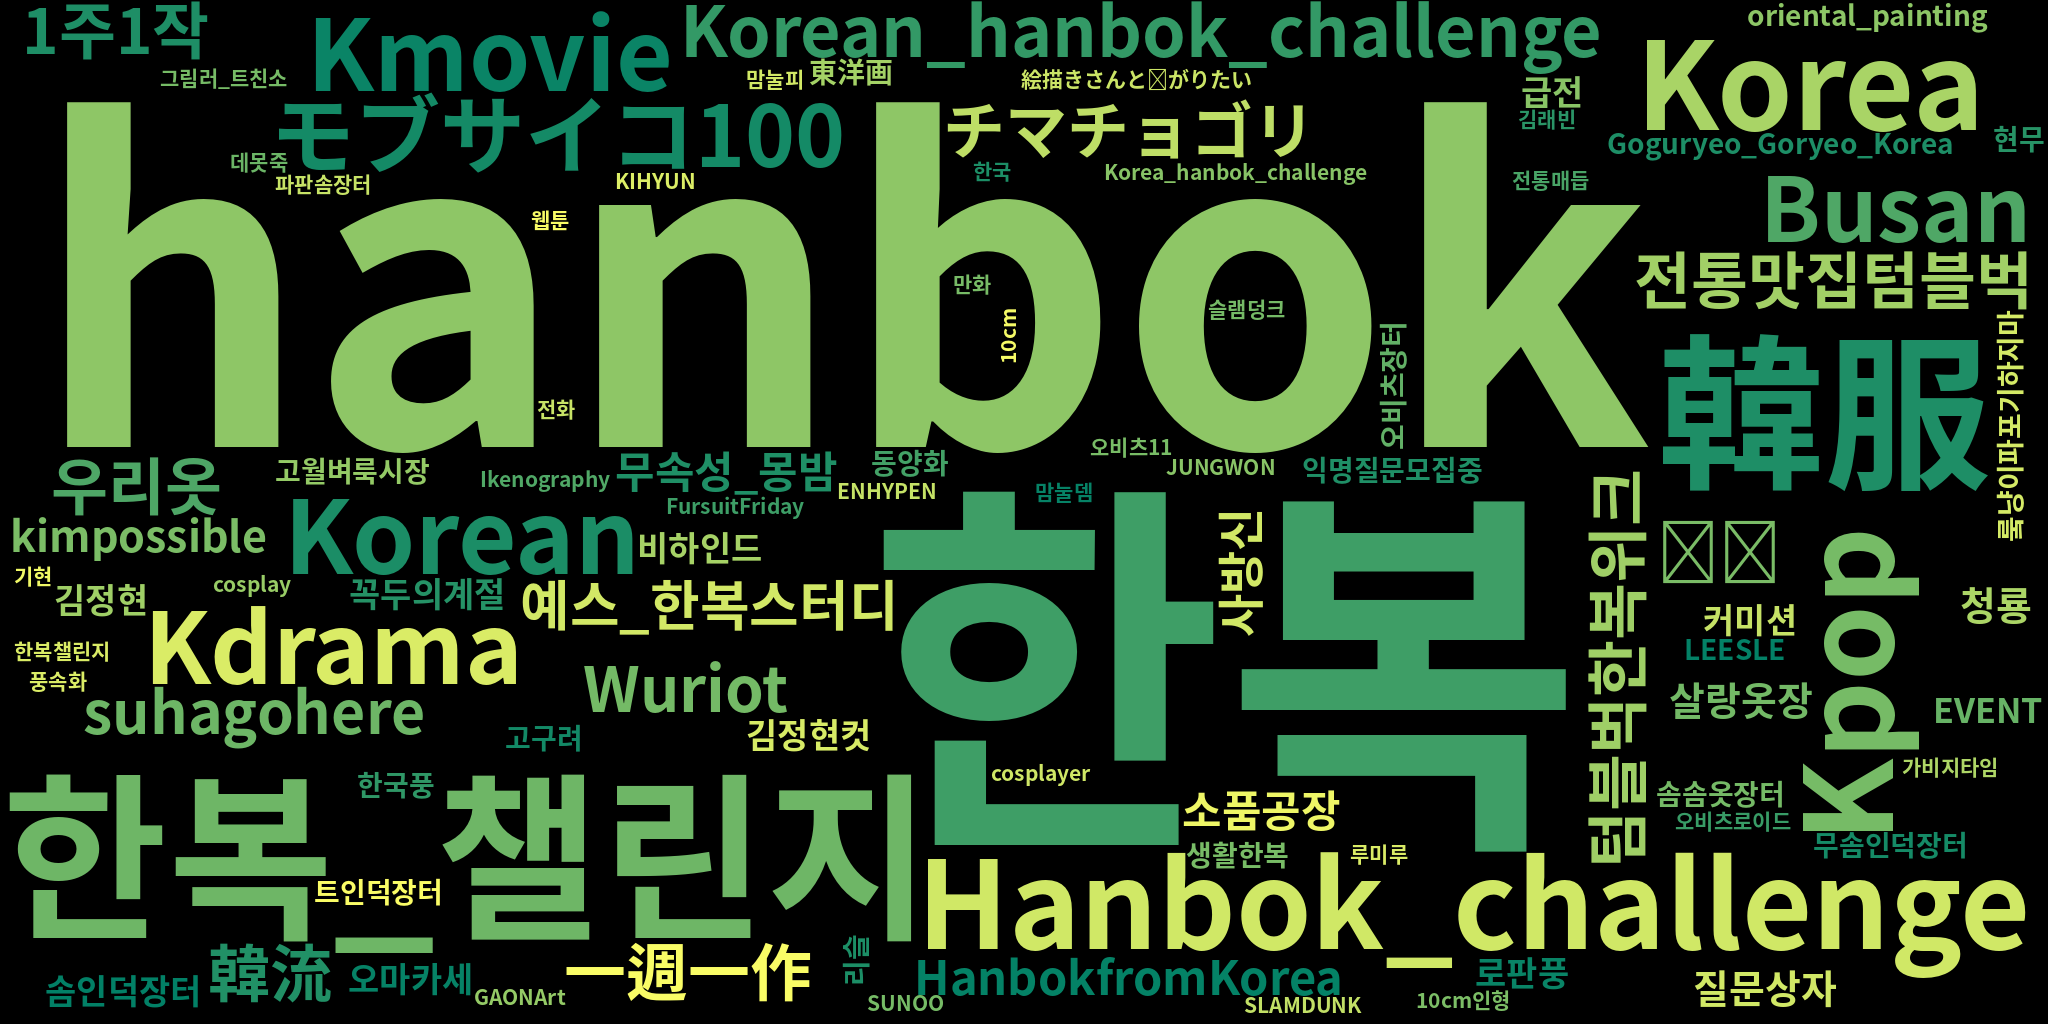 1주1작
Kmovie
Korean_hanbok_challenge
oriental_painting
그림러_트친소
맘눌피
東洋画
絵描きさんと がりたい
급전
Korea
モブサイコ100
チマチョゴリ
김래빈
Goguryeo_Goryeo_Korea
현무
데못죽
파판솜장터
KIHYUN
한국
Korea_hanbok_challenge
전통매듭
웹툰
Busan
hanbok
만화
10cm
슬램덩크
오비츠장터
전통맛집텀블벅
韓服
룩낭이파포기하지마
전화
우리옷
고월벼룩시장
Ikenography
무속성_몽밤
동양화
ENHYPEN
오비츠11
JUNGWON
익명질문모집중
FursuitFriday
맘눌뎀
kimpossible
Korean
비하인드
한복
사방신
텀블벅한복위크
Kpop
청룡
기현
김정현
cosplay
꼭두의계절
예스_한복스터디
커미션
LEESLE
한복챌린지
풍속화
Kdrama
Wuriot
살랑옷장
EVENT
suhagohere
고구려
김정현컷
가비지타임
한복_챌린지
한국풍
cosplayer
소품공장
솜솜옷장터
오비츠로이드
무솜인덕장터
생활한복
루미루
트인덕장터
Hanbok_challenge
솜인덕장터
韓流
오마카세
GAONArt
一週一作
리슬
SUNOO
HanbokfromKorea
SLAMDUNK
로판풍
10cm인형
질문상자